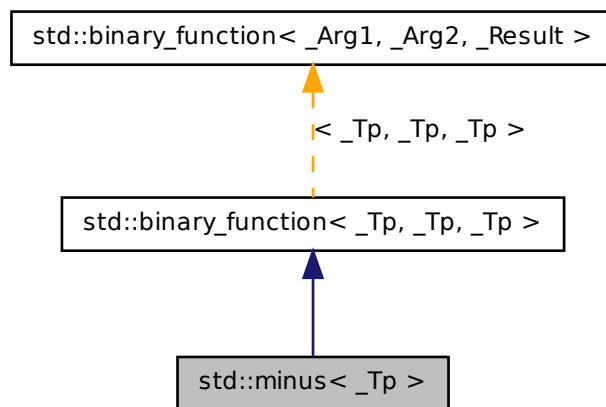 std::binary_function< _Arg1, _Arg2, _Result >
< _Tp, _Tp, _Tp >
std::binary_function< _Tp, _Tp, _Tp >
std::minus< _Tp >